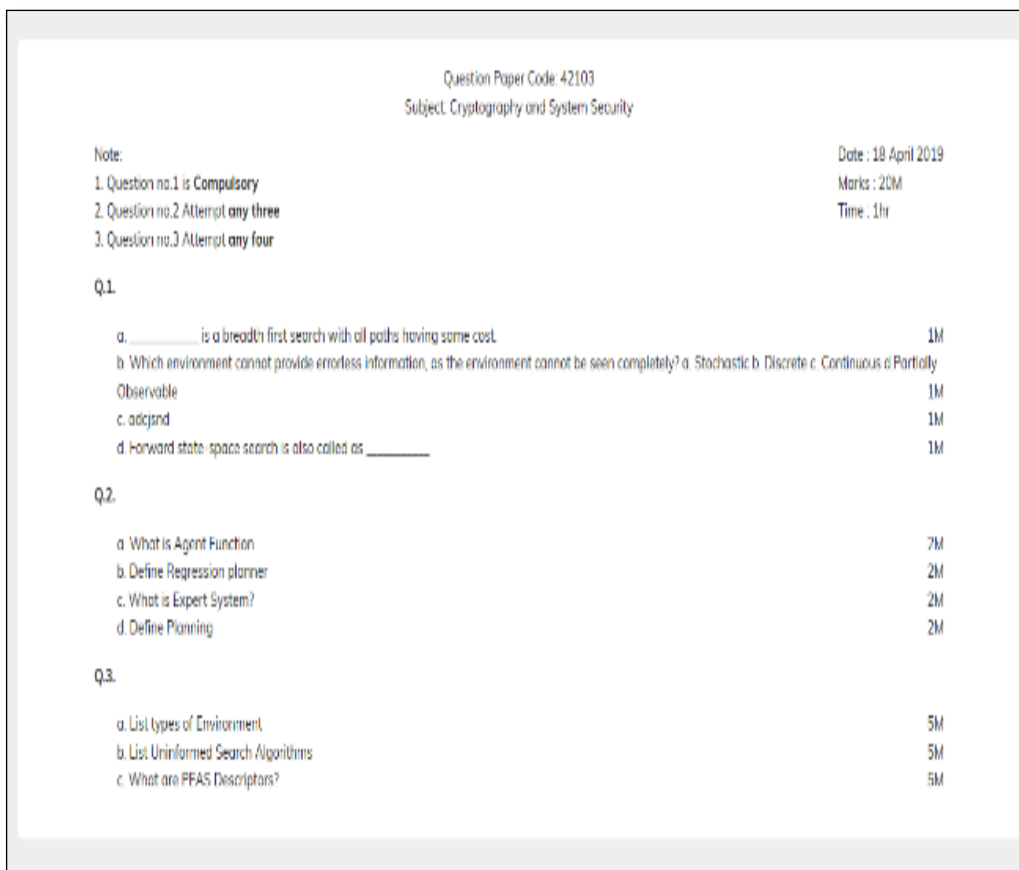 Question Paper Code: 42103
Subject: Cryptography and System Security
Note:
Date : 18 April 2019
1. Question no.1 is Compulsory
Marks : 20M
2. Question no.2 Attempt any three
Time : 1hr
3. Question no.3 Attempt any four
Q.1.
a. __________ is a breadth first search with all paths having same cost. 1M
b. Which environment cannot provide errorless information, as the environment cannot be seen completely? a. Stochastic b. Discrete c. Continuous d.Partially
Observable 1M
c. adcjsnd 1M
d. Forward state-space search is also called as __________ 1M
Q.2.
a. What is Agent Function 2M
b. Define Regression planner 2M
c. What is Expert System? 2M
d. Define Planning 2M
Q.3.
a. List types of Environment 5M
b. List Uninformed Search Algorithms 5M
c. What are PEAS Descriptors? 5M